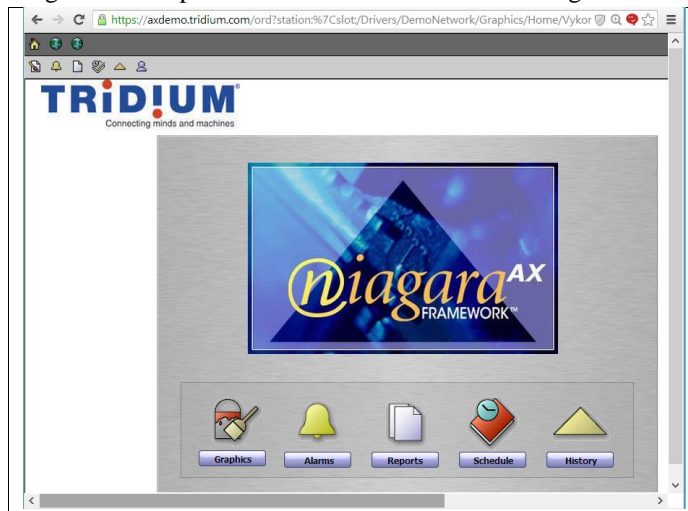 https://axdemo.tridium.com/ord?station:%7Cslot:/Drivers/DemoNetwork/Graphics/Home/Vykor
TRiDiUM®
Connecting minds and machines
niagara AX
FRAMEWORK™
Graphics Alarms Reports Schedule History